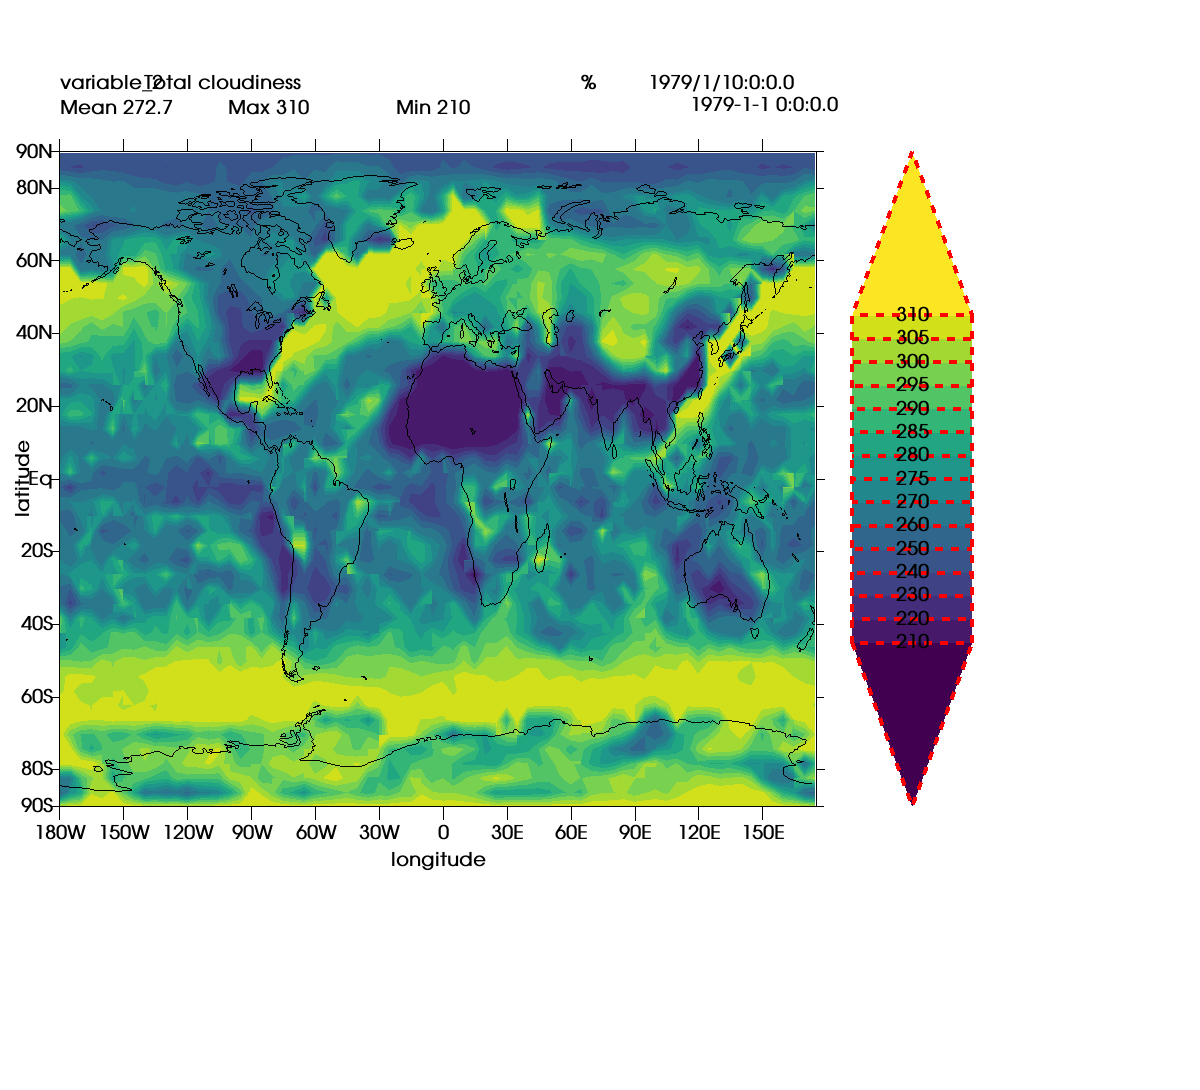 variable_2 Total cloudiness % 1979/1/10:0:0.0
Mean 272.7 Max 310 Min 210 1979-1-1 0:0:0.0
90N
80N
60N
40N
20N
Eq
20S
40S
60S
80S
90S
latitude
180W 150W 120W 90W 60W 30W 0 30E 60E 90E 120E 150E
longitude
310
305
300
295
290
285
280
275
270
260
250
240
230
220
210